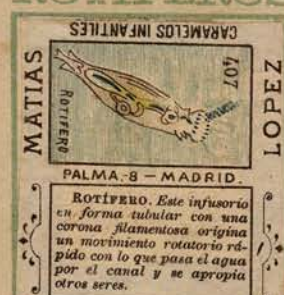 CARAMELOS INFANTILES
MATIAS
LOPEZ
407
ROTIFERO
PALMA,-8 — MADRID.
ROTÍFERO. Este infusorio
en forma tubular con una
corona filamentosa origina
un movimiento rotatorio rá-
pido con lo que pasa el agua
por el canal y se apropia
otros seres.